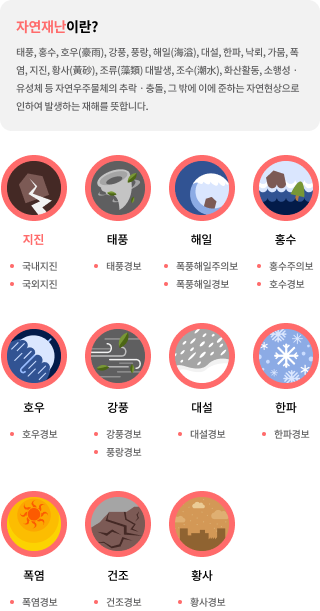 자연재난이란?
태풍, 홍수, 호우(豪雨), 강풍, 풍랑, 해일(海溢), 대설, 한파, 낙뢰, 가뭄, 폭
염, 지진, 황사(黃砂), 조류(藻類) 대발생, 조수(潮水), 화산활동, 소행성 ·
유성체 등 자연우주물체의 추락 · 충돌, 그 밖에 이에 준하는 자연현상으로
인하여 발생하는 재해를 뜻합니다.
지진
국내지진
국외지진
태풍
태풍경보
해일
폭풍해일주의보
폭풍해일경보
홍수
홍수주의보
호수경보
호우
호우경보
강풍
강풍경보
풍랑경보
대설
대설경보
한파
한파경보
폭염
폭염경보
건조
건조경보
황사
황사경보